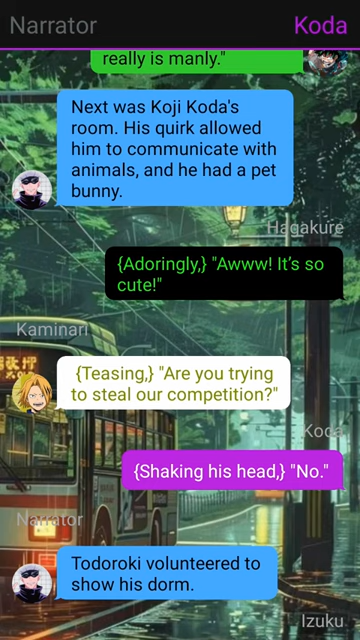 Narrator
Koda
really is manly."
Next was Koji Koda's
room. His quirk allowed
him to communicate with
animals, and he had a pet
bunny.
Hagakure
{Adoringly,} "Awww! It's so
cute!"
Kaminari
{Teasing,} "Are you trying
to steal our competition?"
Koda
{Shaking his head,} "No."
Narrator
Todoroki volunteered to
show his dorm.
Izuku